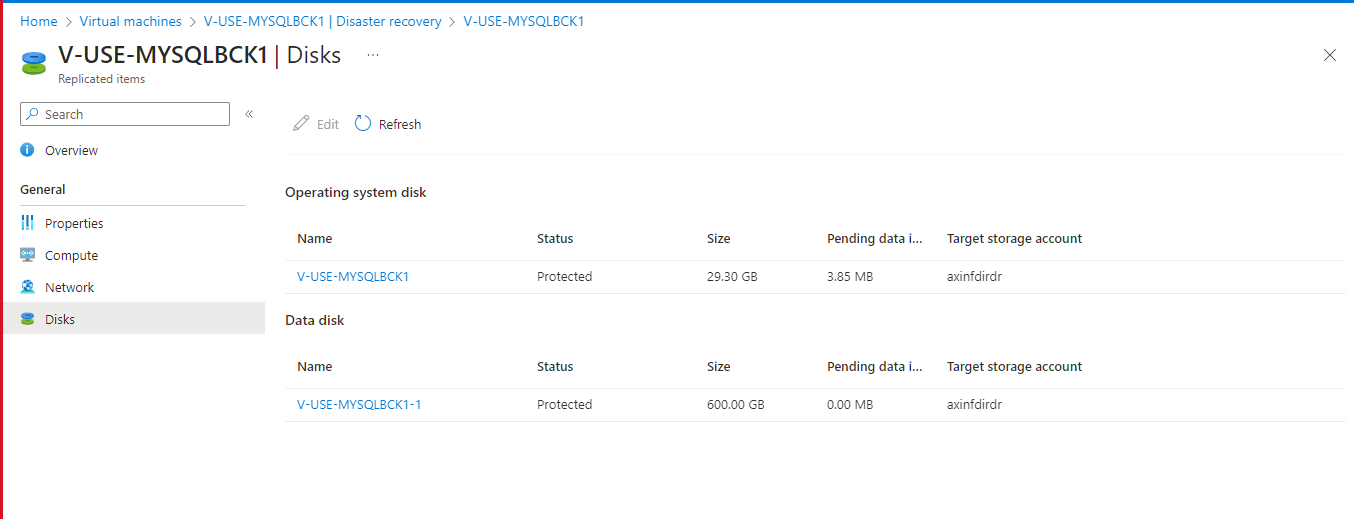 Home > Virtual machines > V-USE-MYSQLBCK1 | Disaster recovery > V-USE-MYSQLBCK1
V-USE-MYSQLBCK1 | Disks ...
Replicated items
Search «
Edit Refresh
Overview
General
Properties
Compute
Network
Disks
Operating system disk
Name Status Size Pending data i... Target storage account
V-USE-MYSQLBCK1 Protected 29.30 GB 3.85 MB axinfdirdr
Data disk
Name Status Size Pending data i... Target storage account
V-USE-MYSQLBCK1-1 Protected 600.00 GB 0.00 MB axinfdirdr